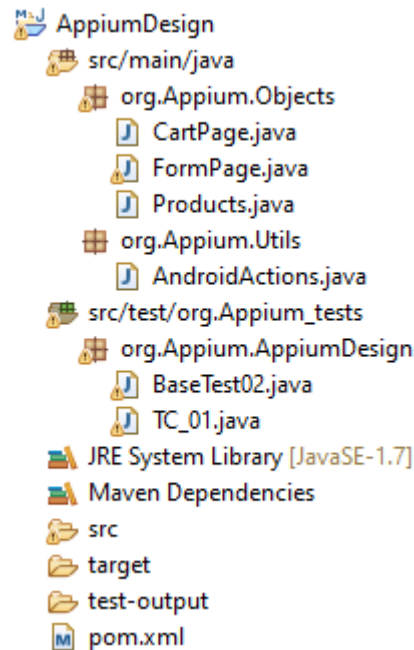 AppiumDesign
src/main/java
org.Appium.Objects
CartPage.java
FormPage.java
Products.java
org.Appium.Utils
AndroidActions.java
src/test/org.Appium_tests
org.Appium.AppiumDesign
BaseTest02.java
TC_01.java
JRE System Library [JavaSE-1.7]
Maven Dependencies
src
target
test-output
pom.xml